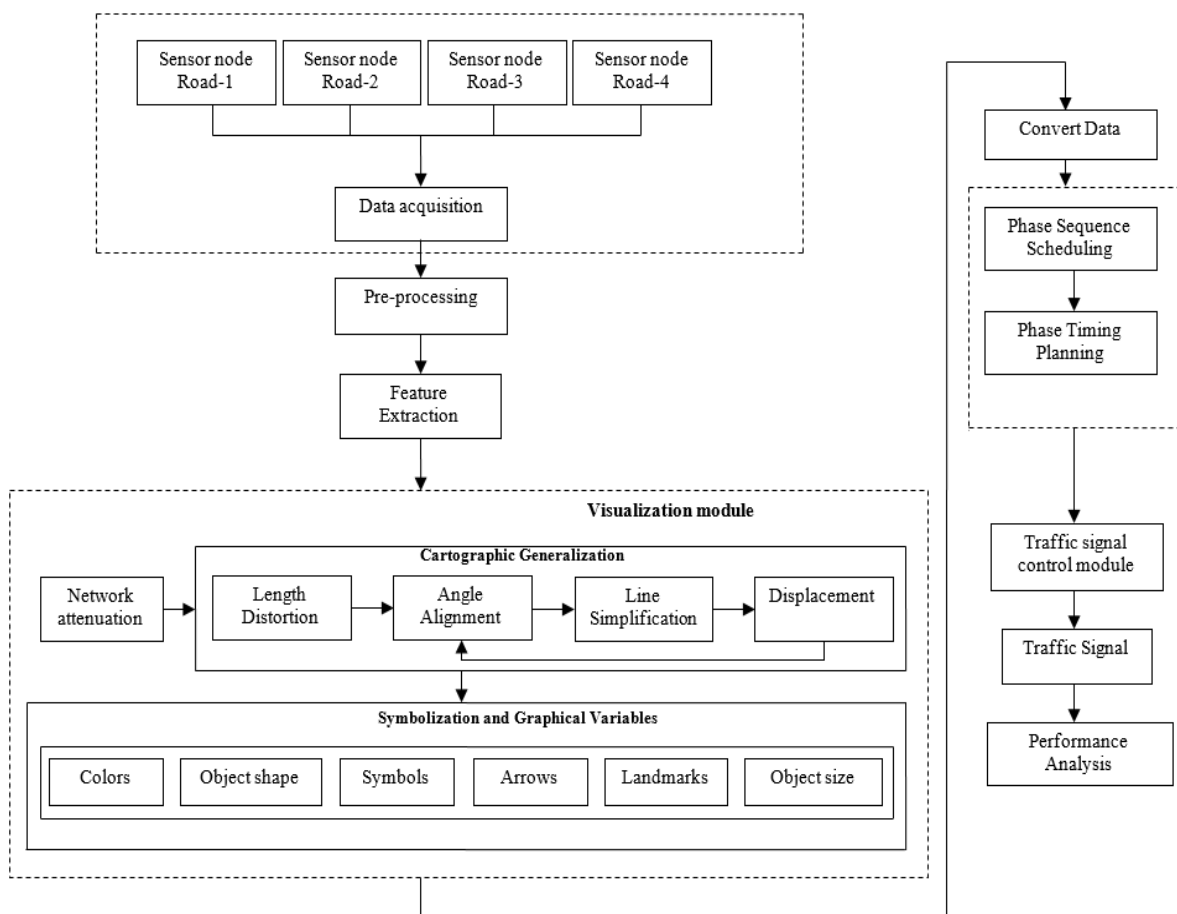 Sensor node
Road-1
Sensor node
Road-2
Sensor node
Road-3
Sensor node
Road-4
Data acquisition
Pre-processing
Feature
Extraction
Visualization module
Cartographic Generalization
Network
attenuation
Length
Distortion
Angle
Alignment
Line
Simplification
Displacement
Symbolization and Graphical Variables
Colors
Object shape
Symbols
Arrows
Landmarks
Object size
Convert Data
Phase Sequence
Scheduling
Phase Timing
Planning
Traffic signal
control module
Traffic Signal
Performance
Analysis